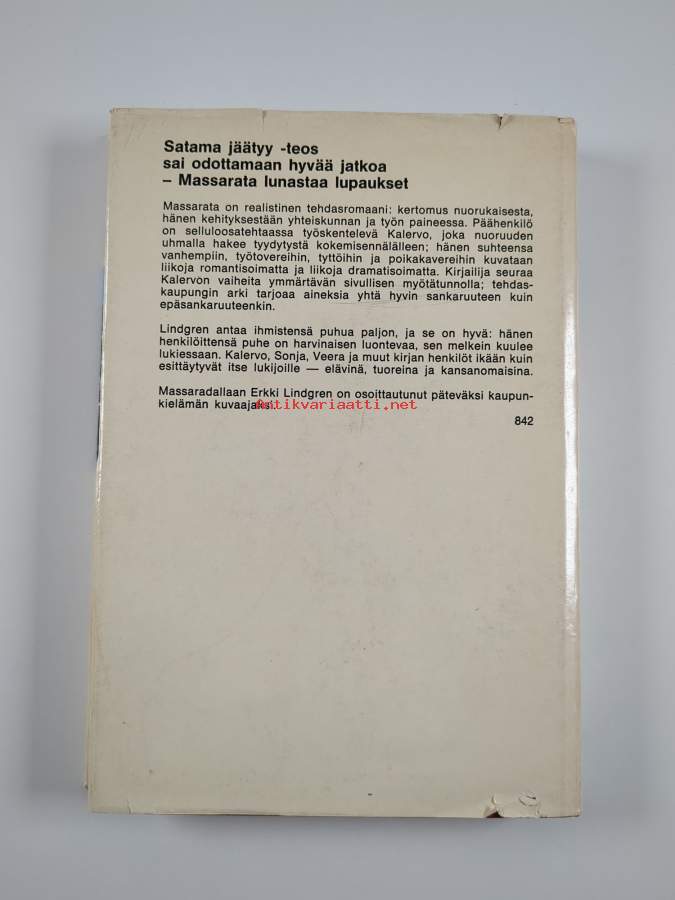 Satama jäätyy -teos
sai odottamaan hyvää jatkoa
– Massarata lunastaa lupaukset
Massarata on realistinen tehdasromaani: kertomus nuorukaisesta,
hänen kehityksestään yhteiskunnan ja työn paineessa. Päähenkilö
on selluloosatehtaassa työskentelevä Kalervo, joka nuoruuden
uhmalla hakee tyydytystä kokemisennälälleen; hänen suhteensa
vanhempiin, työtovereihin, tyttöihin ja poikakavereihin kuvataan
liikoja romantisoimatta ja liikoja dramatisoimatta. Kirjailija seuraa
Kalervon vaiheita ymmärtävän sivullisen myötätunnolla; tehdas-
kaupungin arki tarjoaa aineksia yhtä hyvin sankaruuteen kuin
epäsankaruuteenkin.
Lindgren antaa ihmistensä puhua paljon, ja se on hyvä: hänen
henkilöittensä puhe on harvinaisen luontevaa, sen melkein kuulee
lukiessaan. Kalervo, Sonja, Veera ja muut kirjan henkilöt ikään kuin
esittäytyvät itse lukijoille — elävinä, tuoreina ja kansanomaisina.
Massaradallaan Erkki Lindgren on osoittautunut päteväksi kaupun-
kielämän kuvaajaksi.
Antikvariaatti.net
842